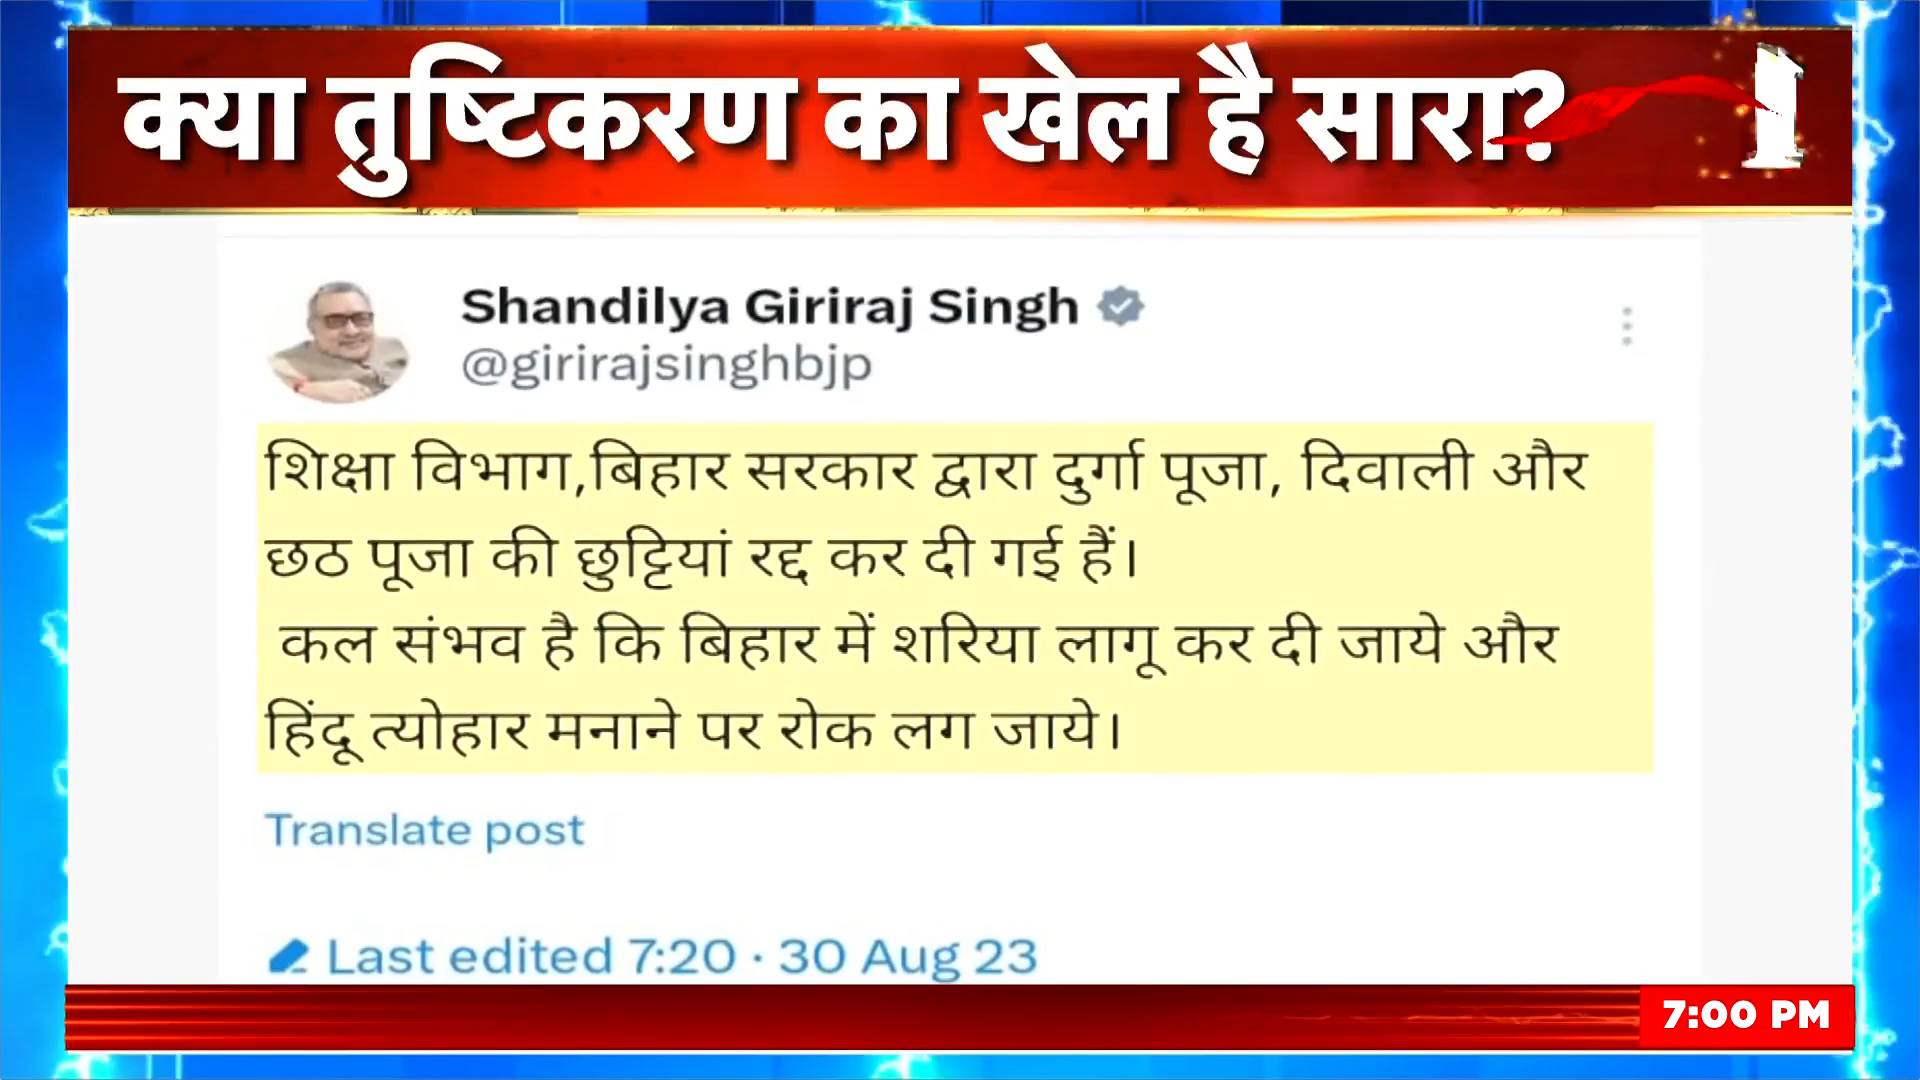 क्या तुष्टिकरण का खेल है सारा?
1
Shandilya Giriraj Singh
@girirajsinghbjp
शिक्षा विभाग,बिहार सरकार द्वारा दुर्गा पूजा, दिवाली और
छठ पूजा की छुट्टियां रद्द कर दी गई हैं।
कल संभव है कि बिहार में शरिया लागू कर दी जाये और
हिंदू त्योहार मनाने पर रोक लग जाये।
Translate post
Last edited 7:20 · 30 Aug 23
7:00 PM